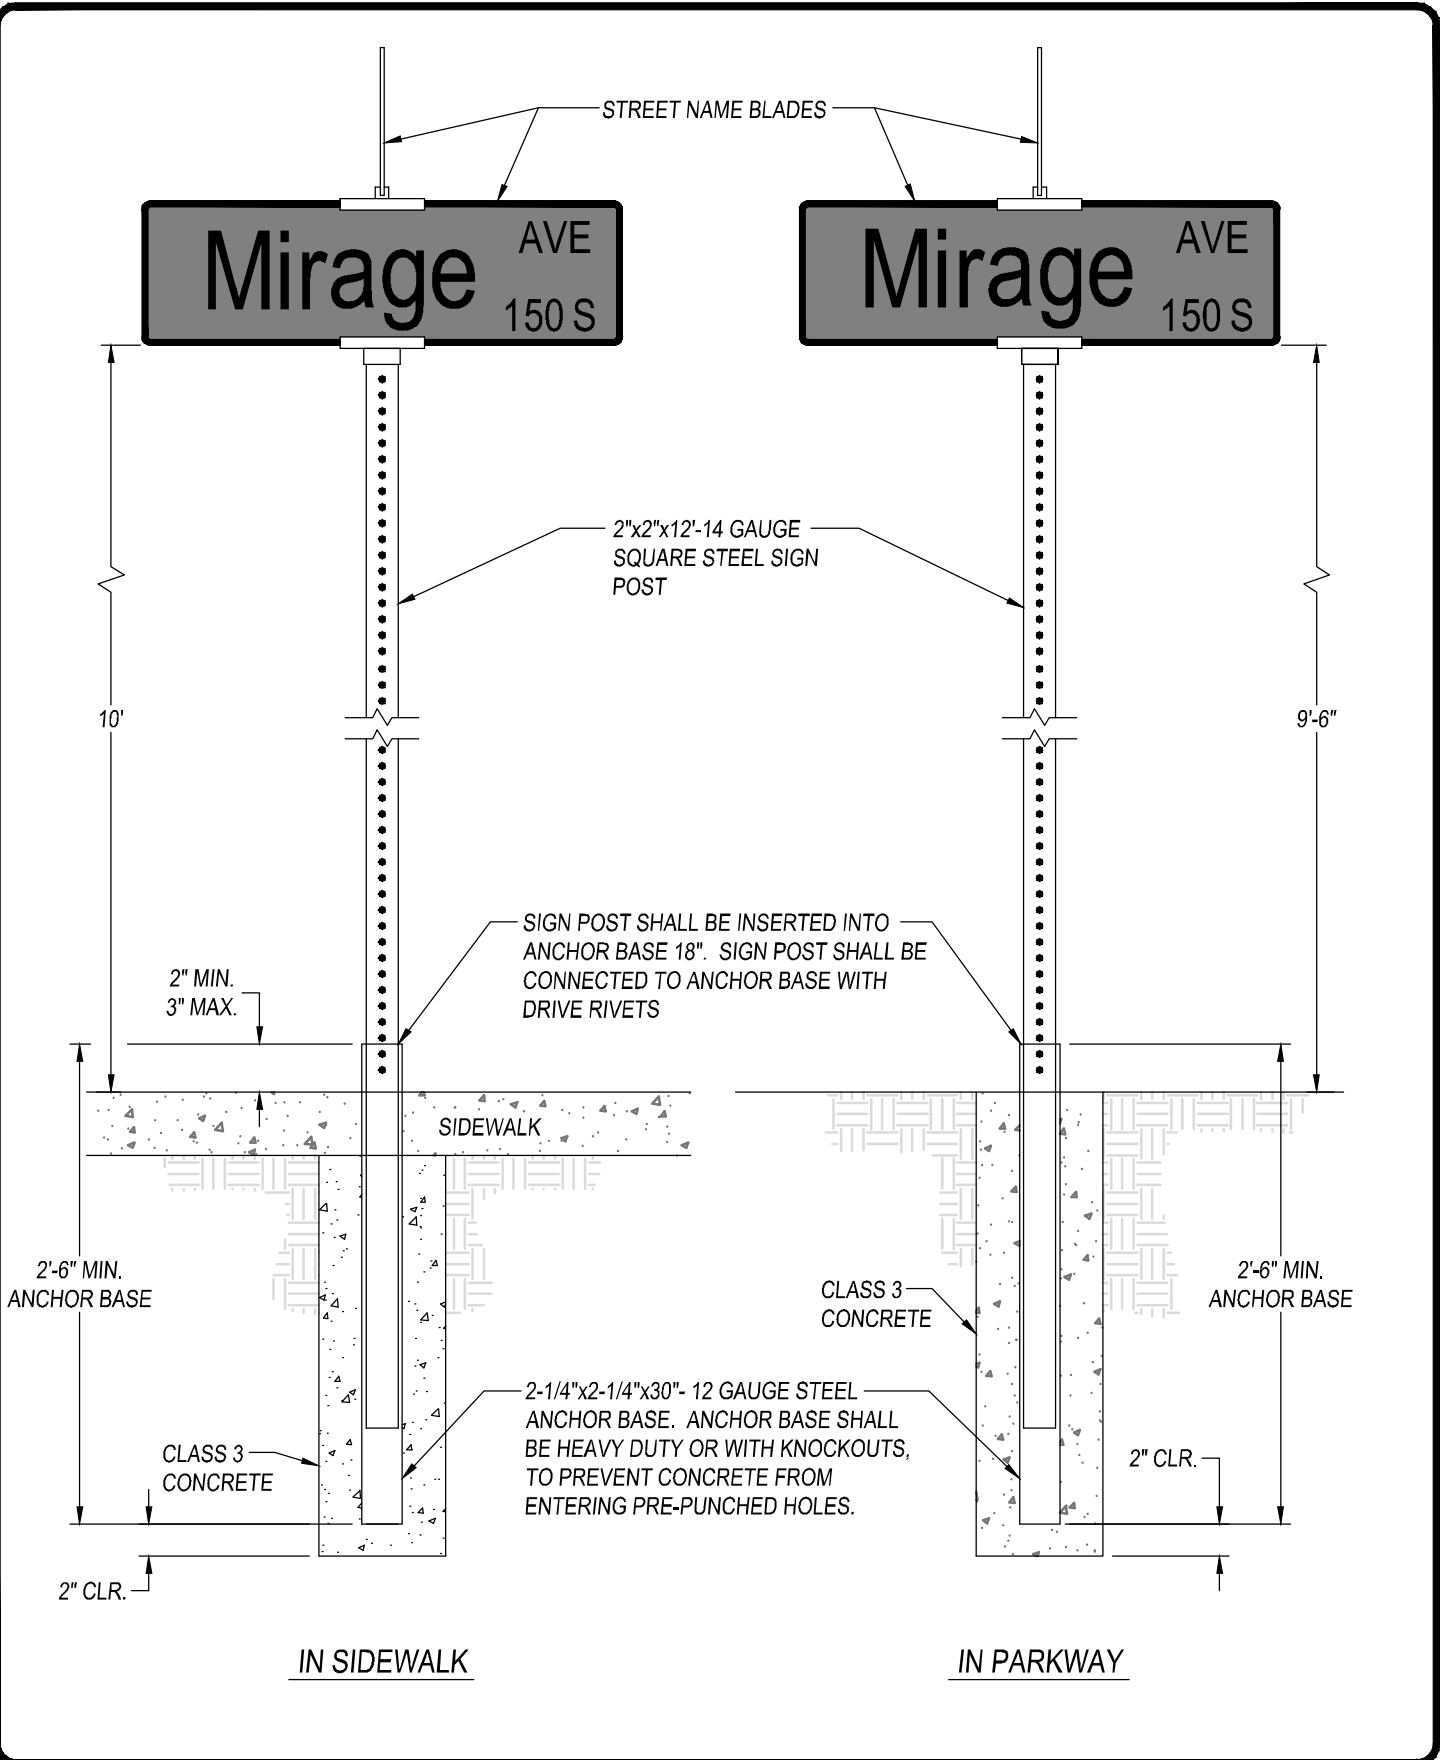 STREET NAME BLADES
Mirage AVE
150 S
Mirage AVE
150 S
2"x2"x12'-14 GAUGE
SQUARE STEEL SIGN
POST
10'
9'-6"
SIGN POST SHALL BE INSERTED INTO
ANCHOR BASE 18". SIGN POST SHALL BE
CONNECTED TO ANCHOR BASE WITH
DRIVE RIVETS
2" MIN.
3" MAX.
SIDEWALK
2'-6" MIN.
ANCHOR BASE
CLASS 3
CONCRETE
2'-6" MIN.
ANCHOR BASE
2-1/4"x2-1/4"x30"- 12 GAUGE STEEL
ANCHOR BASE. ANCHOR BASE SHALL
BE HEAVY DUTY OR WITH KNOCKOUTS,
TO PREVENT CONCRETE FROM
ENTERING PRE-PUNCHED HOLES.
CLASS 3
CONCRETE
2" CLR.
2" CLR.
IN SIDEWALK
IN PARKWAY